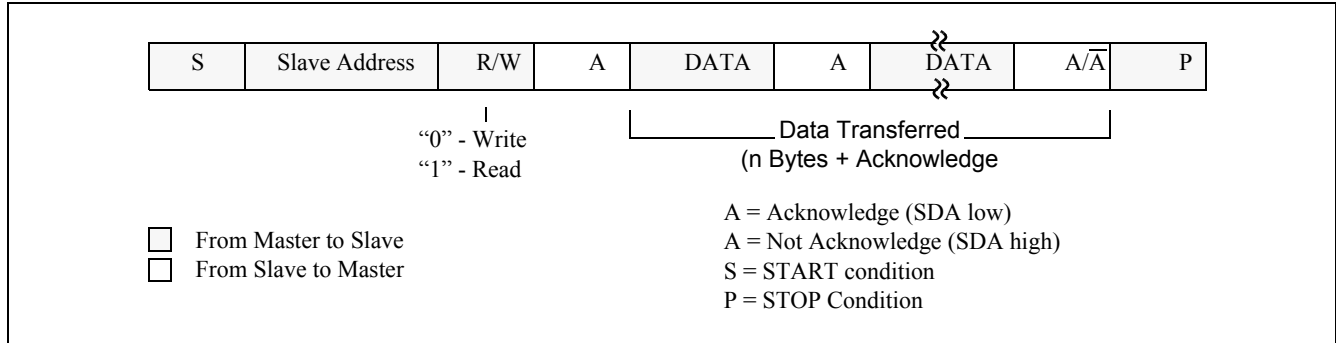 S Slave Address R/W A DATA A DATA A/A̅ P
“0” - Write
“1” - Read
Data Transferred
(n Bytes + Acknowledge
From Master to Slave
From Slave to Master
A = Acknowledge (SDA low)
A = Not Acknowledge (SDA high)
S = START condition
P = STOP Condition